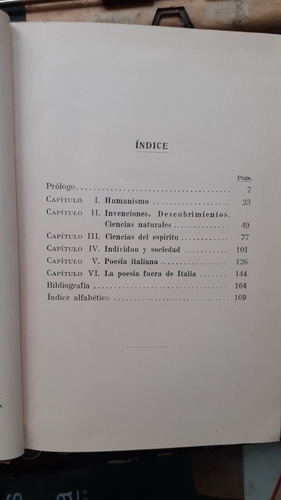 ÍNDICE
Págs.
Prólogo 7
CAPÍTULO I. Humanismo 23
CAPÍTULO II. Invenciones. Descubrimientos.
Ciencias naturales 49
CAPÍTULO III. Ciencias del espíritu 77
CAPÍTULO IV. Individuo y sociedad 101
CAPÍTULO V. Poesía italiana 126
CAPÍTULO VI. La poesía fuera de Italia 144
Bibliografía 164
Índice alfabético 169